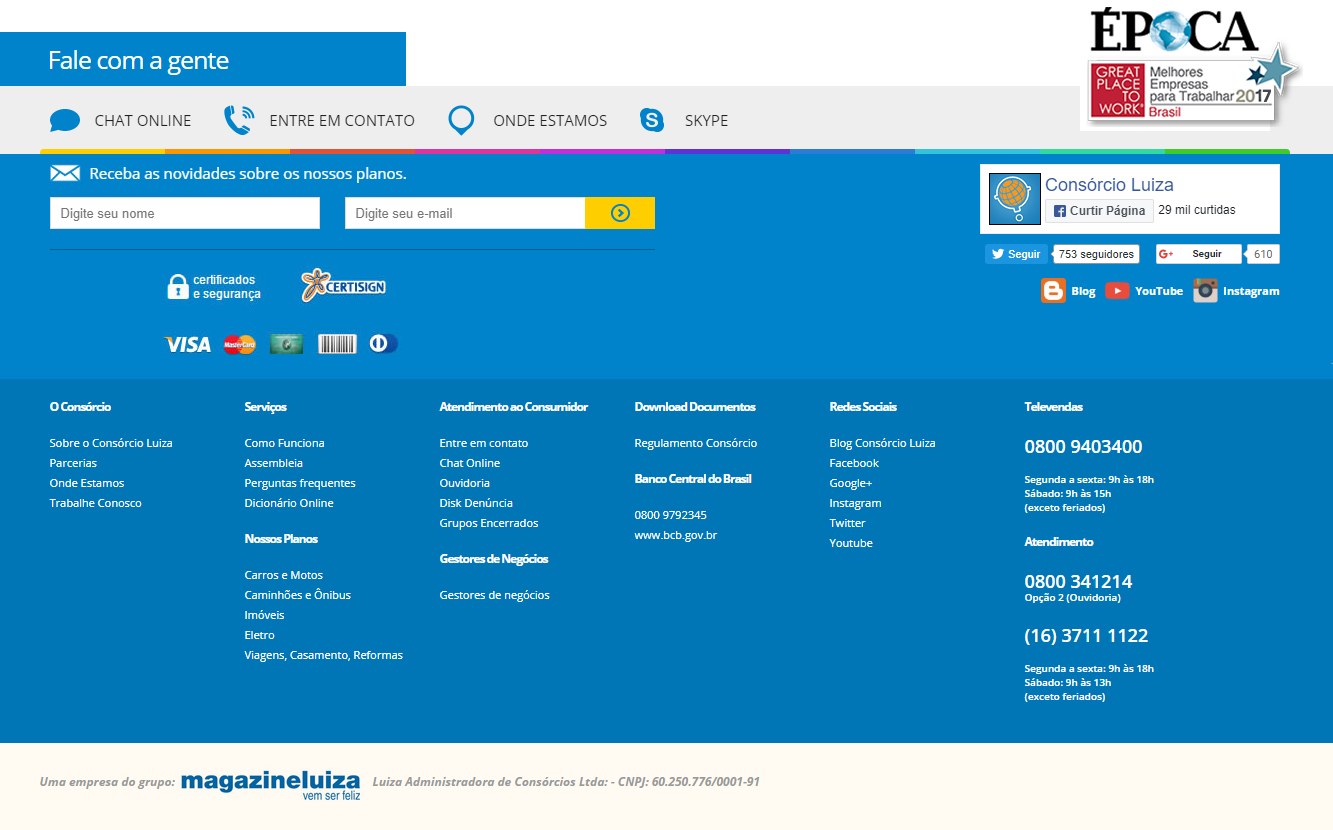 ÉPOCA
GREAT PLACE TO WORK®
Melhores
Empresas
para Trabalhar 2017
Brasil
Fale com a gente
CHAT ONLINE
ENTRE EM CONTATO
ONDE ESTAMOS
SKYPE
Receba as novidades sobre os nossos planos.
Digite seu nome
Digite seu e-mail
Consórcio Luiza
Curtir Página
29 mil curtidas
Seguir
753 seguidores
G+ Seguir
610
Blog
YouTube
Instagram
certificados
e segurança
CERTISIGN
VISA
MasterCard
O Consórcio
Sobre o Consórcio Luiza
Parcerias
Onde Estamos
Trabalhe Conosco
Serviços
Como Funciona
Assembleia
Perguntas frequentes
Dicionário Online
Nossos Planos
Carros e Motos
Caminhões e Ônibus
Imóveis
Eletro
Viagens, Casamento, Reformas
Atendimento ao Consumidor
Entre em contato
Chat Online
Ouvidoria
Disk Denúncia
Grupos Encerrados
Gestores de Negócios
Gestores de negócios
Download Documentos
Regulamento Consórcio
Banco Central do Brasil
0800 9792345
www.bcb.gov.br
Redes Sociais
Blog Consórcio Luiza
Facebook
Google+
Instagram
Twitter
Youtube
Televendas
0800 9403400
Segunda a sexta: 9h às 18h
Sábado: 9h às 15h
(exceto feriados)
Atendimento
0800 341214
Opção 2 (Ouvidoria)
(16) 3711 1122
Segunda a sexta: 9h às 18h
Sábado: 9h às 13h
(exceto feriados)
Uma empresa do grupo:
magazineluiza
vem ser feliz
Luiza Administradora de Consórcios Ltda: - CNPJ: 60.250.776/0001-91